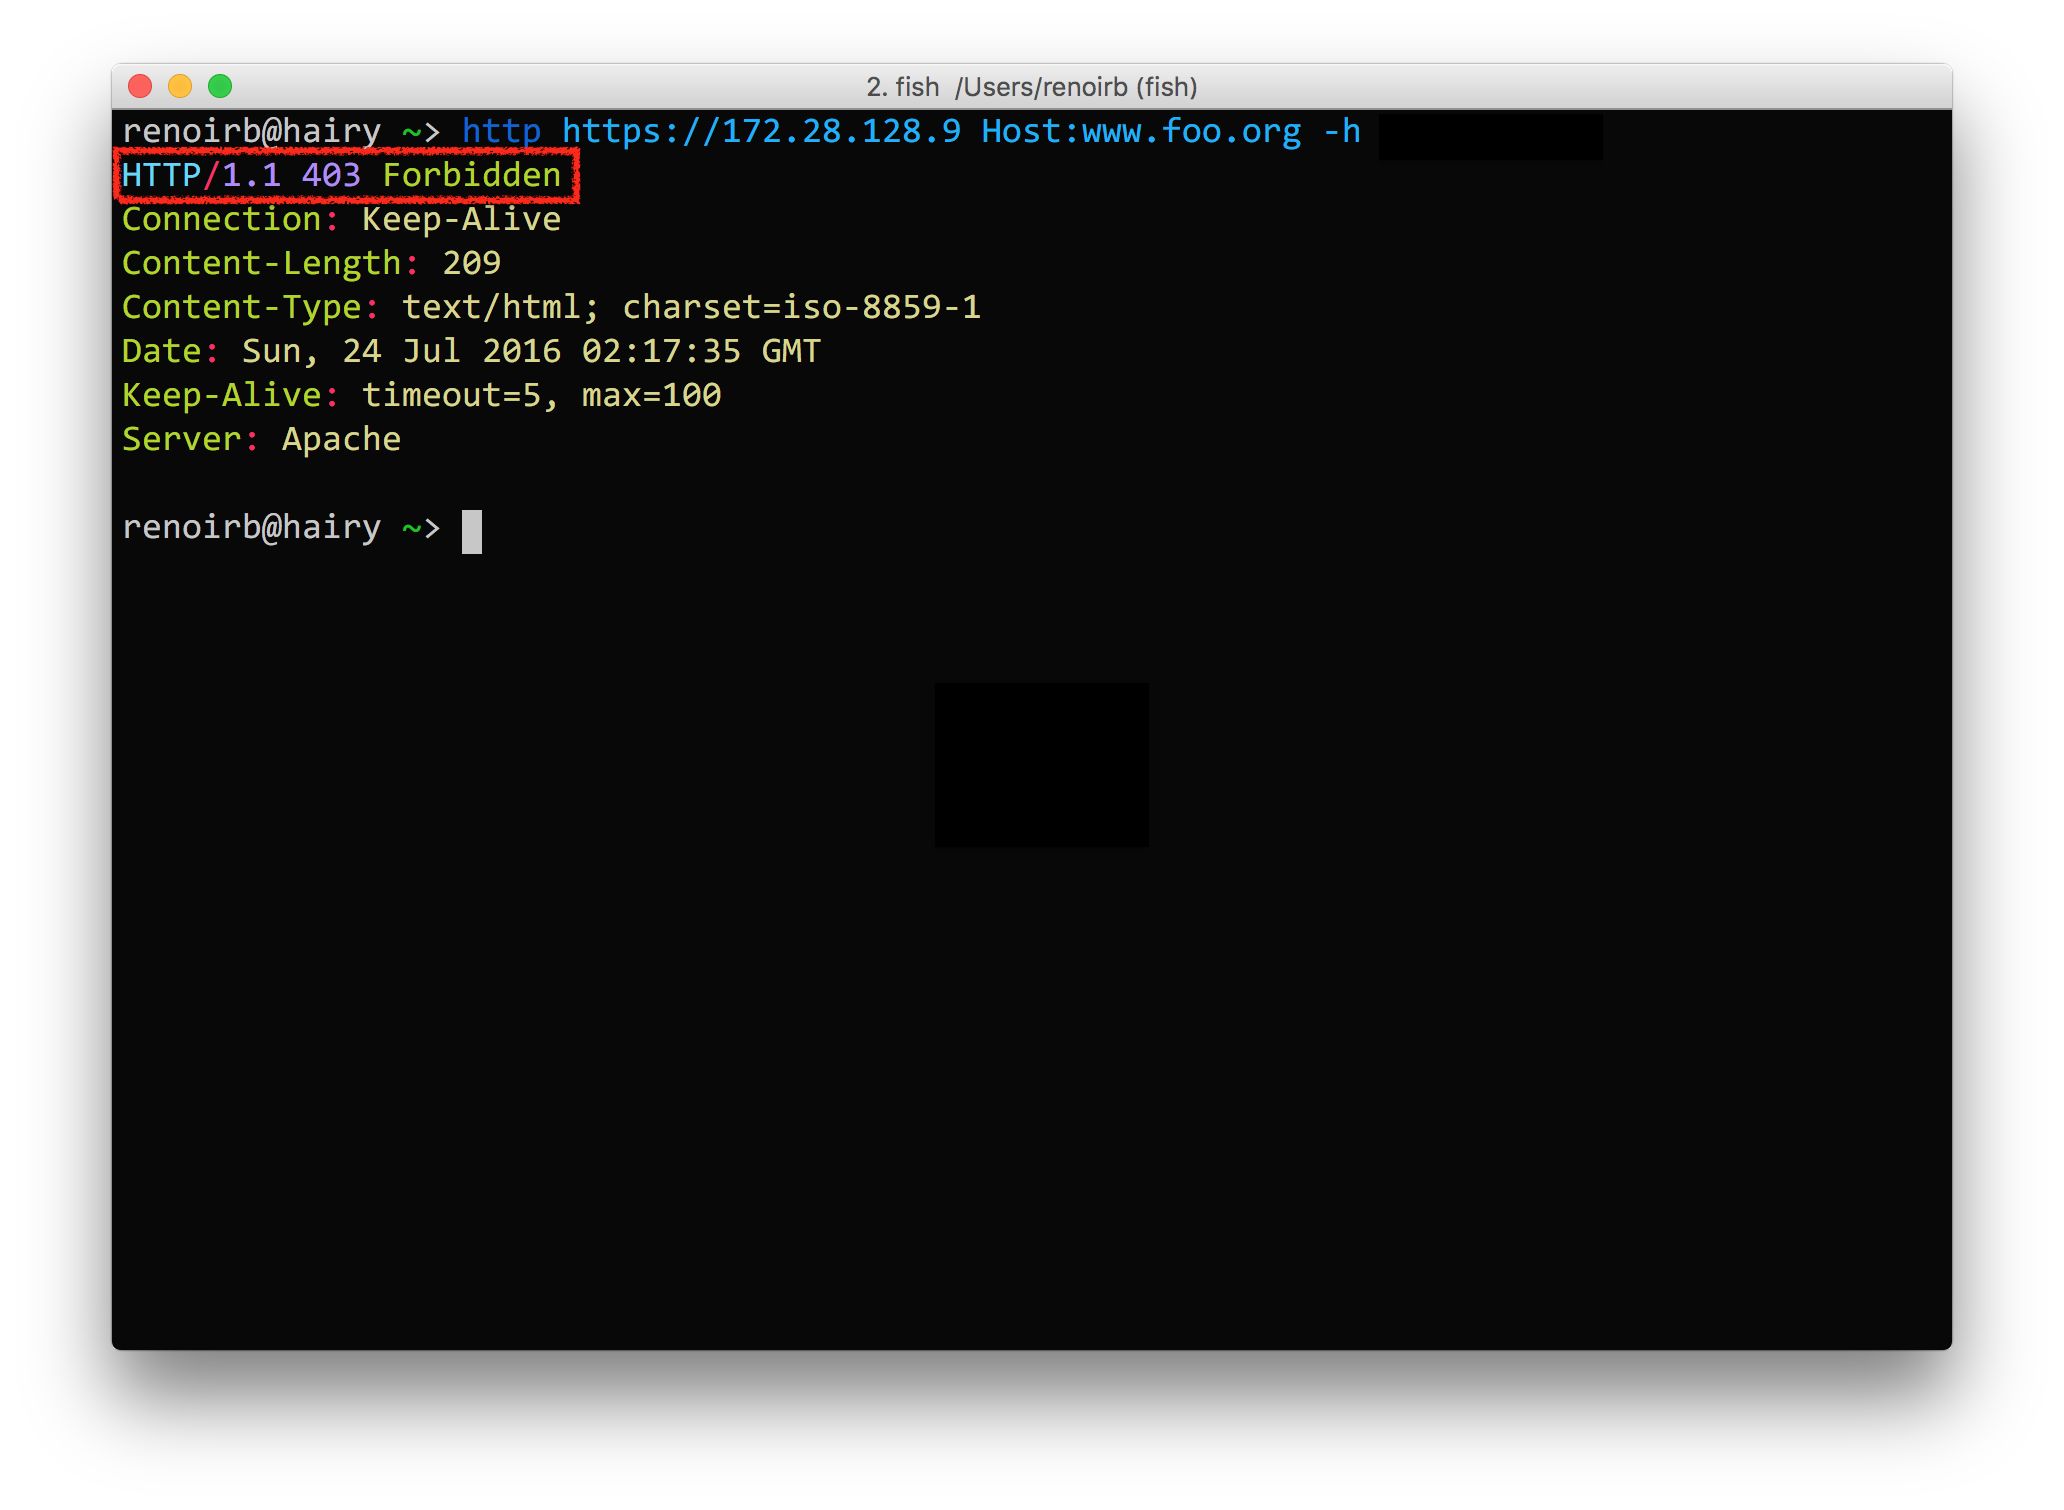 2. fish  /Users/renoirb (fish)
renoirb@hairy ~> http https://172.28.128.9 Host:www.foo.org -h
HTTP/1.1 403 Forbidden
Connection: Keep-Alive
Content-Length: 209
Content-Type: text/html; charset=iso-8859-1
Date: Sun, 24 Jul 2016 02:17:35 GMT
Keep-Alive: timeout=5, max=100
Server: Apache
renoirb@hairy ~>